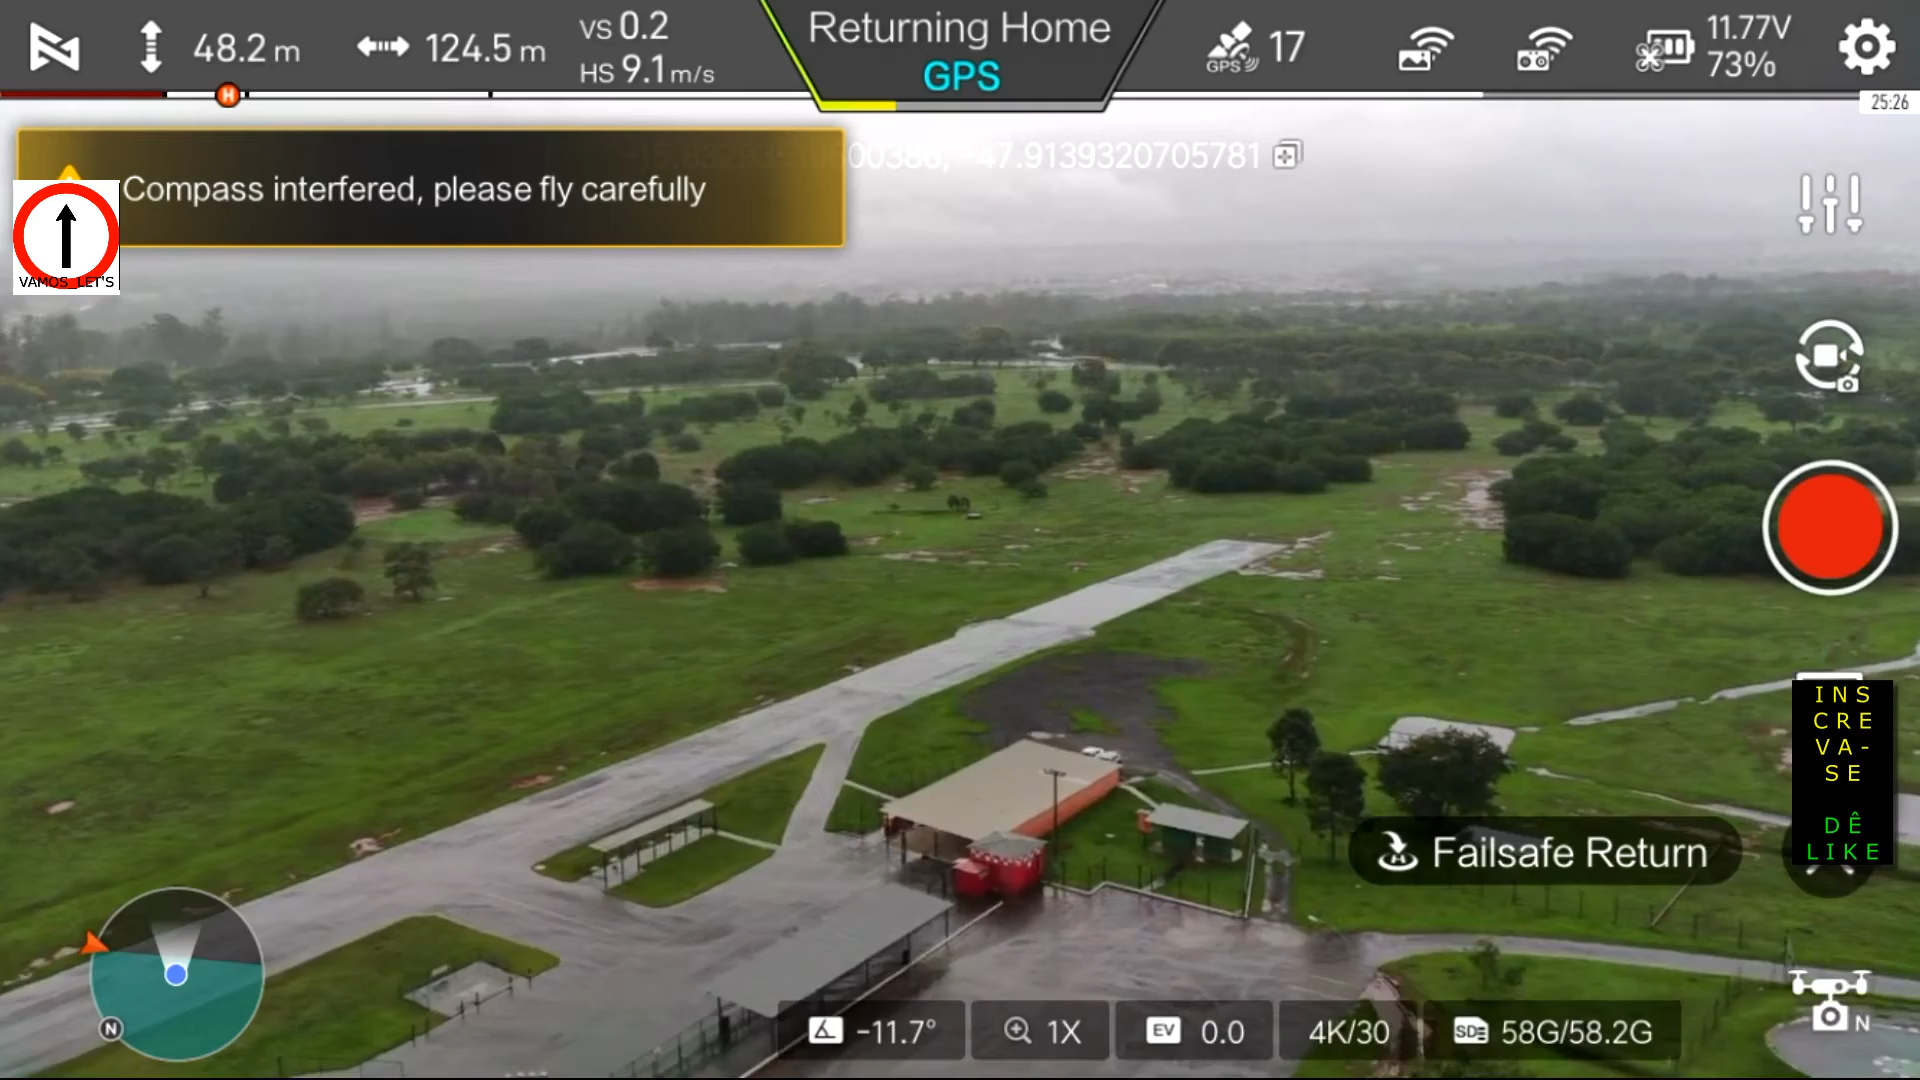 48.2 m
124.5 m
VS 0.2
HS 9.1m/s
Returning Home
GPS
GPS
17
11.77V
73%
H
25:26
-47.9139320705781
Compass interfered, please fly carefully
VAMOS_LET'S
INS
CRE
VA-
SE
DÊ
LIKE
Failsafe Return
N
-11.7°
1X
EV 0.0
4K/30
SD 58G/58.2G
N